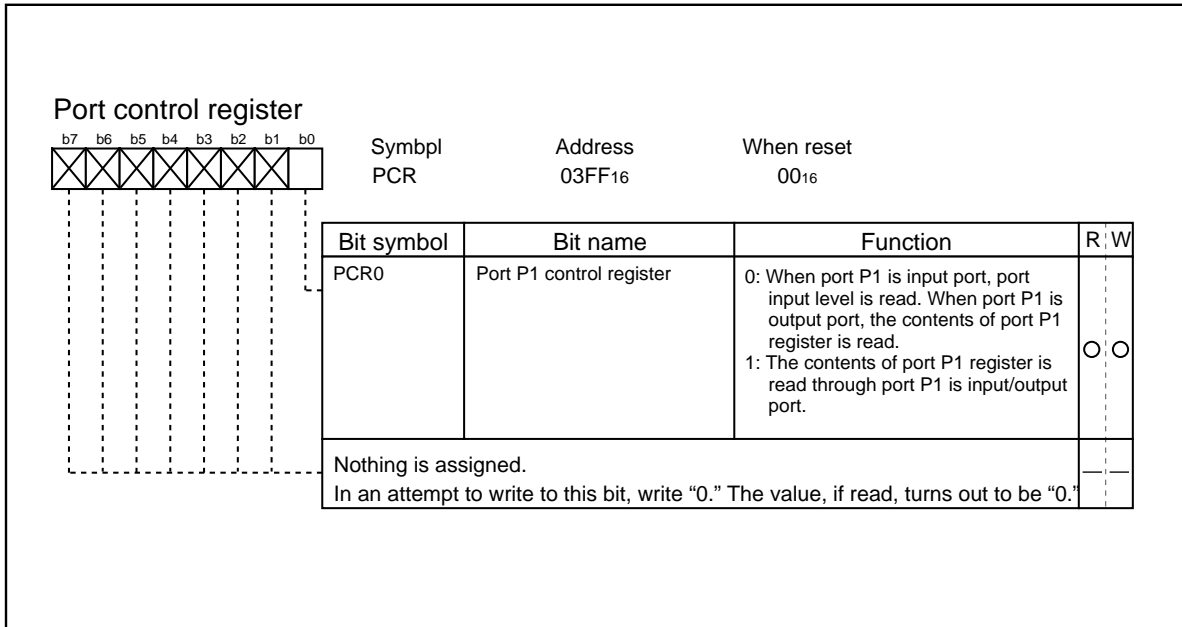 Port control register
b7 b6 b5 b4 b3 b2 b1 b0
Symbpl Address When reset
PCR 03FF16 0016
Bit symbol Bit name Function R W
PCR0 Port P1 control register 0: When port P1 is input port, port
input level is read. When port P1 is
output port, the contents of port P1
register is read.
1: The contents of port P1 register is
read through port P1 is input/output
port.
Nothing is assigned.
In an attempt to write to this bit, write “0.” The value, if read, turns out to be “0.”